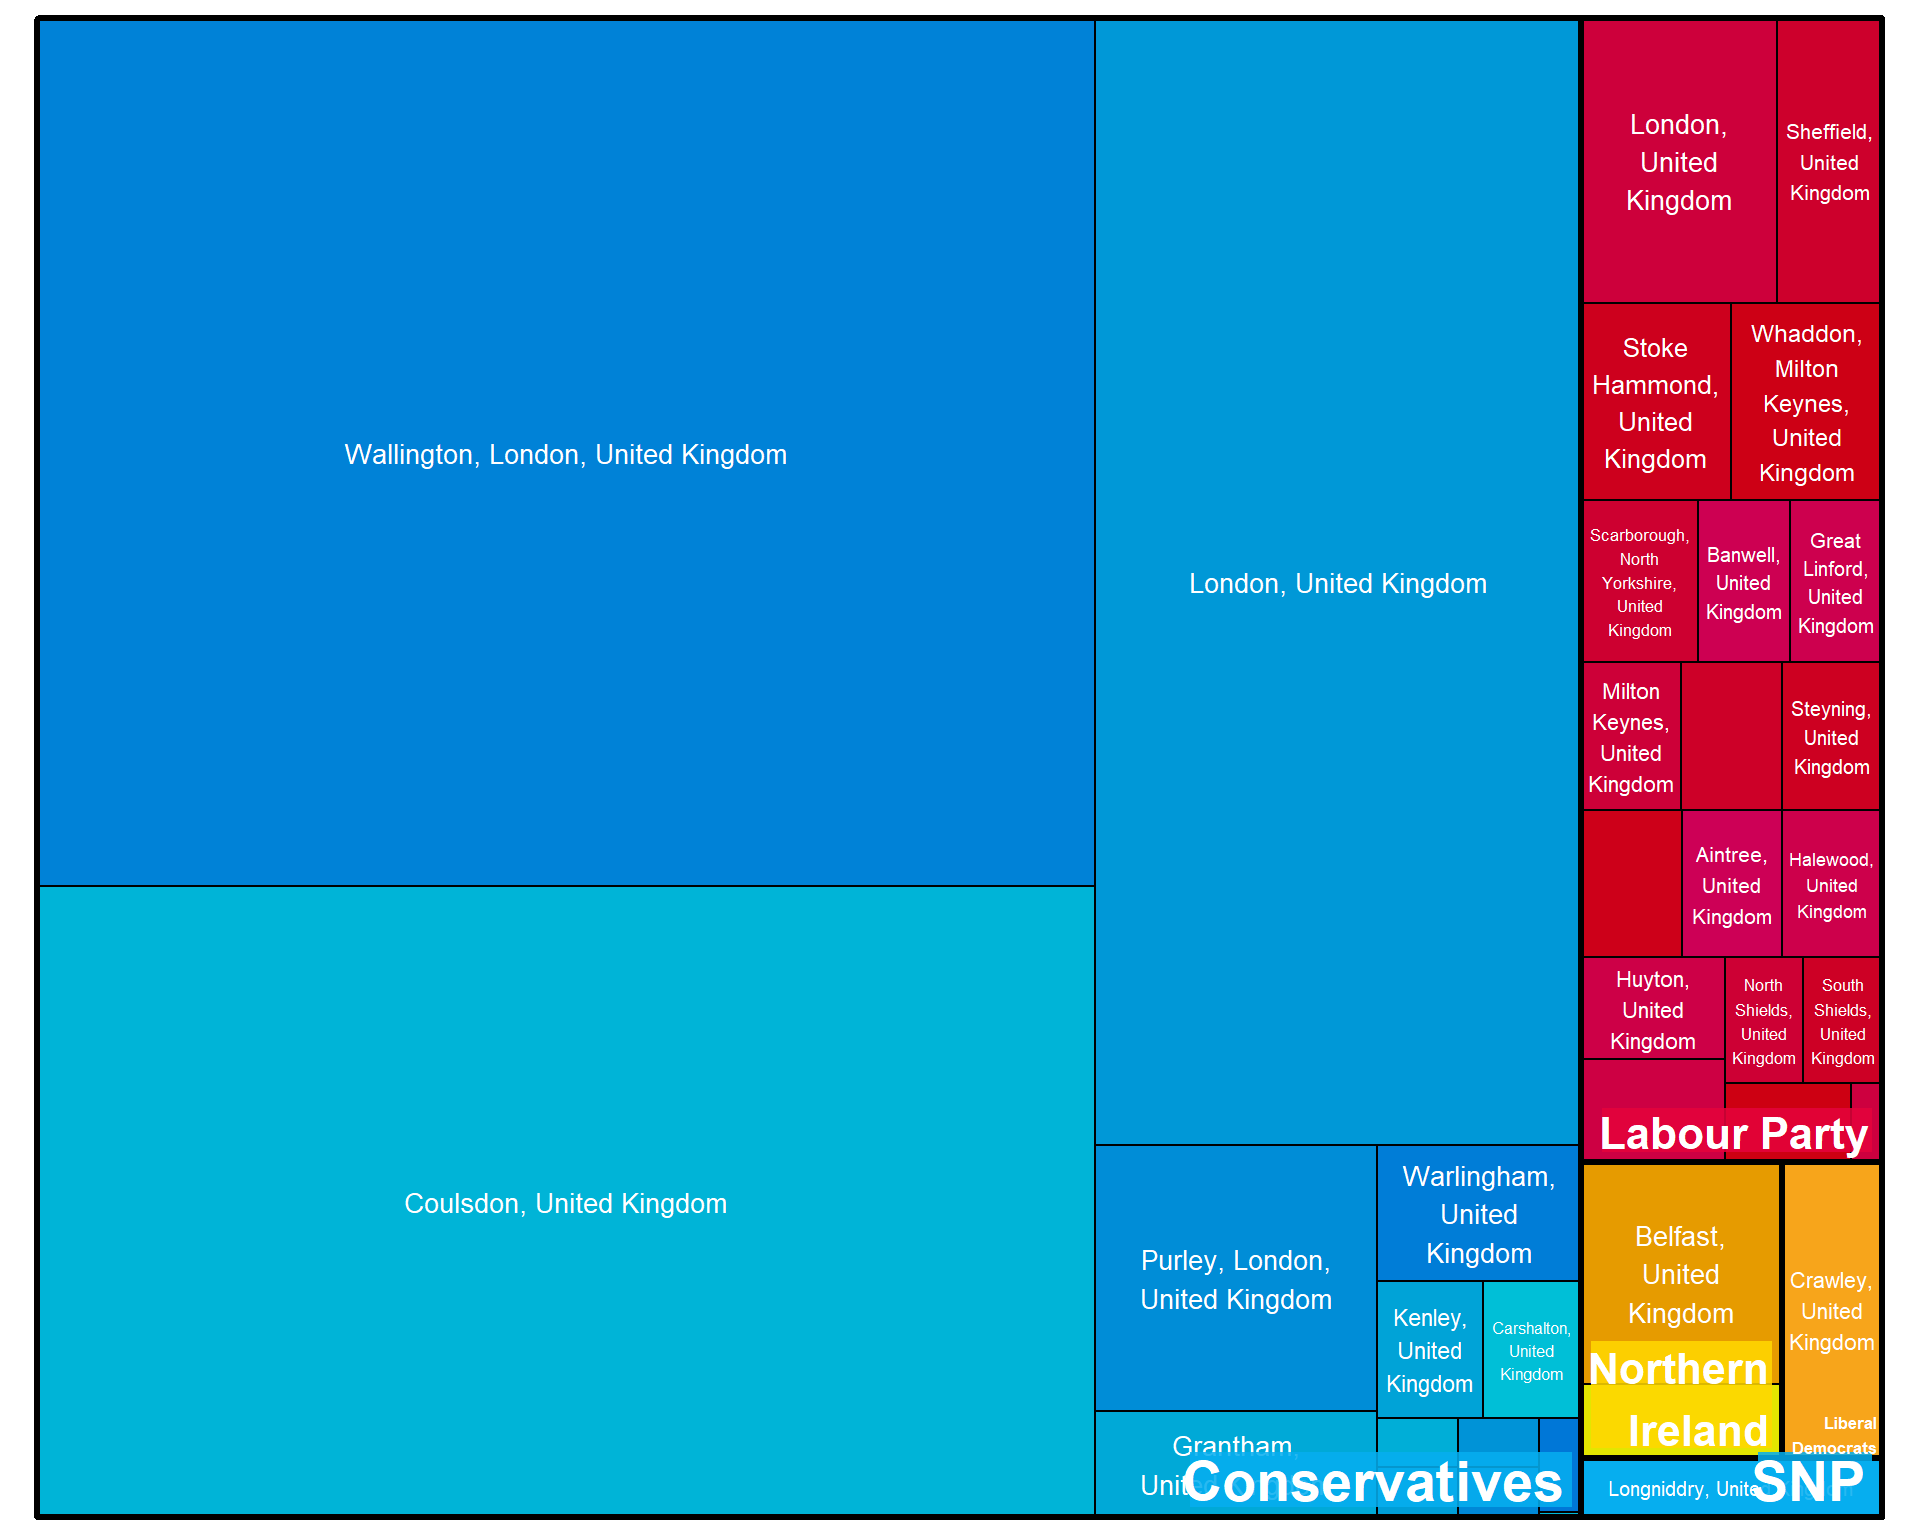 Wallington, London, United Kingdom
Coulsdon, United Kingdom
London, United Kingdom
Purley, London,
United Kingdom
Warlingham,
United
Kingdom
Kenley,
United
Kingdom
Carshalton,
United
Kingdom
Grantham,
Conservatives
London,
United
Kingdom
Sheffield,
United
Kingdom
Stoke
Hammond,
United
Kingdom
Whaddon,
Milton
Keynes,
United
Kingdom
Scarborough,
North
Yorkshire,
United
Kingdom
Banwell,
United
Kingdom
Great
Linford,
United
Kingdom
Milton
Keynes,
United
Kingdom
Steyning,
United
Kingdom
Aintree,
United
Kingdom
Halewood,
United
Kingdom
Huyton,
United
Kingdom
North
Shields,
United
Kingdom
South
Shields,
United
Kingdom
Labour Party
Belfast,
United
Kingdom
Northern
Ireland
Crawley,
United
Kingdom
Liberal
Democrats
Longniddry, United
SNP